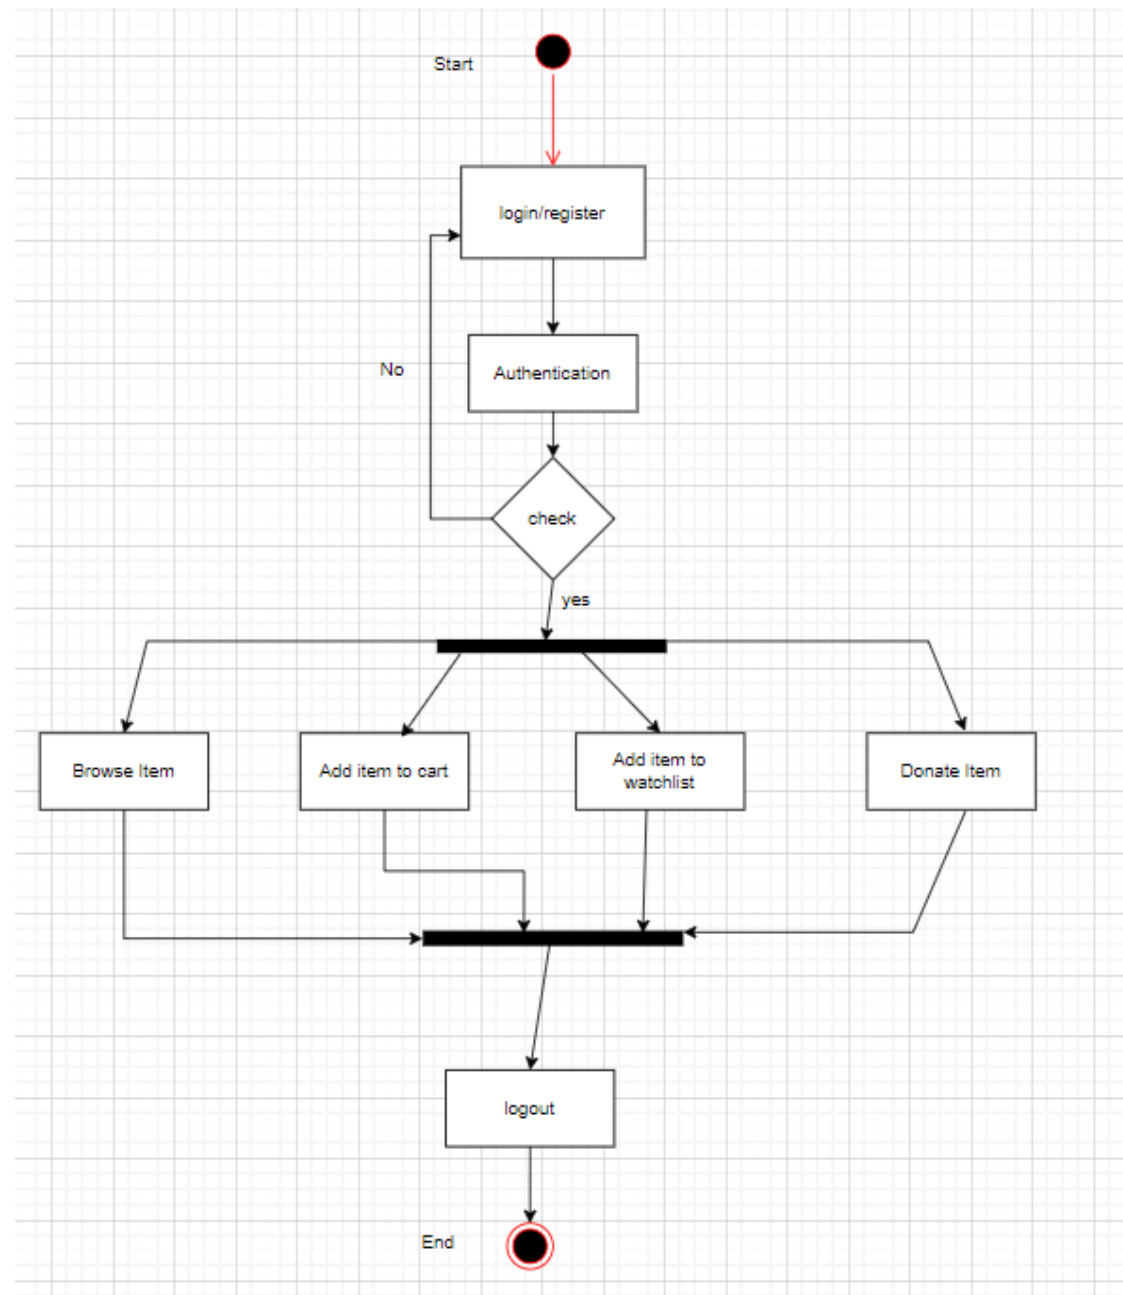 Start
login/register
No
Authentication
check
yes
Browse Item
Add item to cart
Add item to
watchlist
Donate Item
logout
End